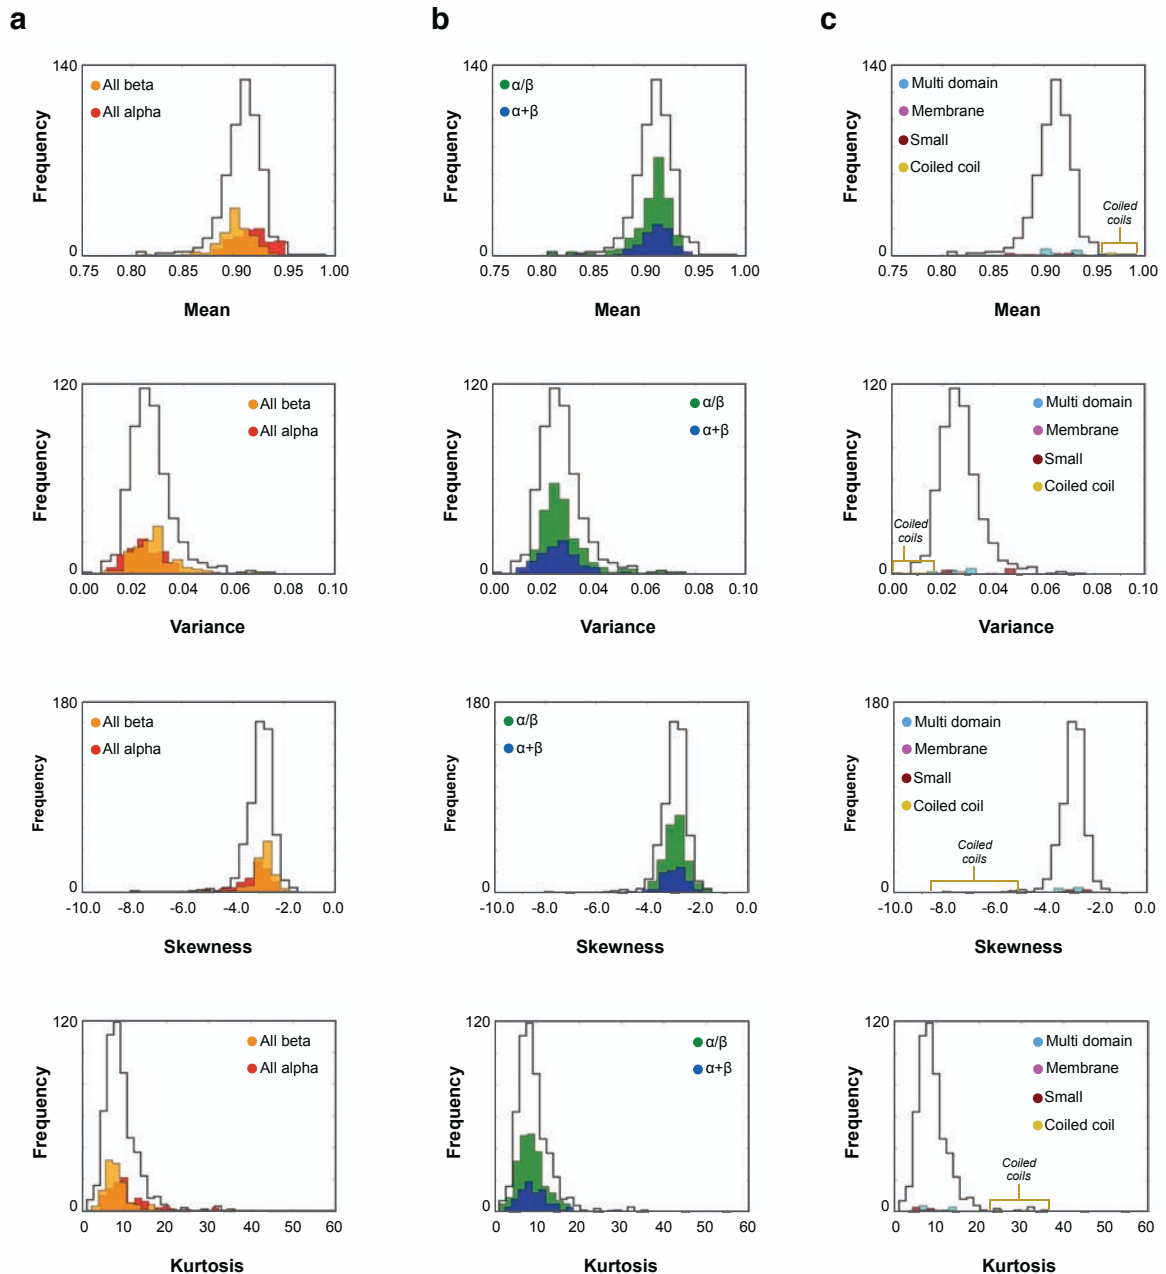 a
b
c
140
All beta
All alpha
Frequency
0
0.75 0.80 0.85 0.90 0.95 1.00
Mean
140
α/β
α+β
Frequency
0
0.75 0.80 0.85 0.90 0.95 1.00
Mean
140
Multi domain
Membrane
Small
Coiled coil
Coiled
coils
Frequency
0
0.75 0.80 0.85 0.90 0.95 1.00
Mean
120
All beta
All alpha
Frequency
0
0.00 0.02 0.04 0.06 0.08 0.10
Variance
120
α/β
α+β
Frequency
0
0.00 0.02 0.04 0.06 0.08 0.10
Variance
120
Multi domain
Membrane
Small
Coiled coil
Coiled
coils
Frequency
0
0.00 0.02 0.04 0.06 0.08 0.10
Variance
180
All beta
All alpha
Frequency
0
-10.0 -8.0 -6.0 -4.0 -2.0 0.0
Skewness
180
α/β
α+β
Frequency
0
-10.0 -8.0 -6.0 -4.0 -2.0 0.0
Skewness
180
Multi domain
Membrane
Small
Coiled coil
Coiled
coils
Frequency
0
-10.0 -8.0 -6.0 -4.0 -2.0 0.0
Skewness
120
All beta
All alpha
Frequency
0
0 10 20 30 40 50 60
Kurtosis
120
α/β
α+β
Frequency
0
0 10 20 30 40 50 60
Kurtosis
120
Multi domain
Membrane
Small
Coiled coil
Coiled
coils
Frequency
0
0 10 20 30 40 50 60
Kurtosis